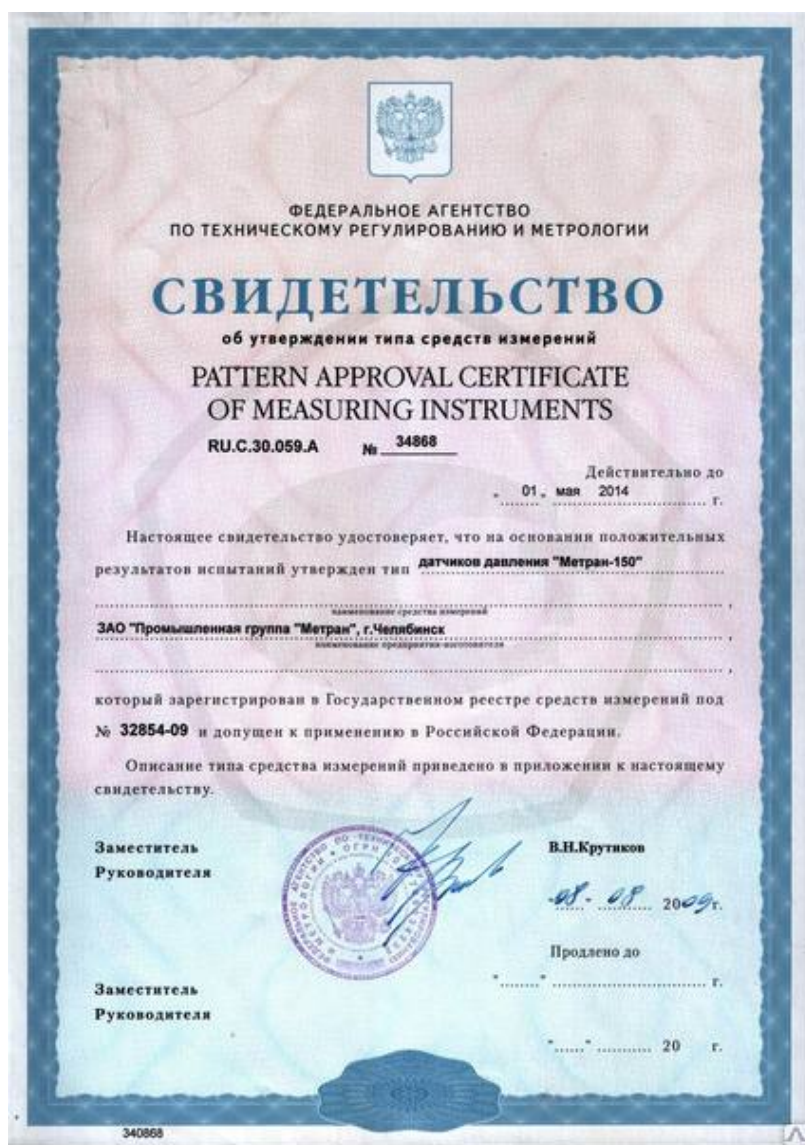 ФЕДЕРАЛЬНОЕ АГЕНТСТВО
ПО ТЕХНИЧЕСКОМУ РЕГУЛИРОВАНИЮ И МЕТРОЛОГИИ
СВИДЕТЕЛЬСТВО
об утверждении типа средств измерений
PATTERN APPROVAL CERTIFICATE
OF MEASURING INSTRUMENTS
RU.C.30.059.A № 34868
Действительно до
" 01 " мая 2014 г.
Настоящее свидетельство удостоверяет, что на основании положительных
результатов испытаний утвержден тип датчиков давления "Метран-150"
наименование средства измерений
ЗАО "Промышленная группа "Метран", г.Челябинск
наименование предприятия-изготовителя
который зарегистрирован в Государственном реестре средств измерений под
№ 32854-09 и допущен к применению в Российской Федерации.
Описание типа средства измерений приведено в приложении к настоящему
свидетельству.
Заместитель В.Н.Крутиков
Руководителя
"08" 08 2009г.
Продлено до
"......" .......... г.
Заместитель
Руководителя
"......" .......... 20 г.
340868